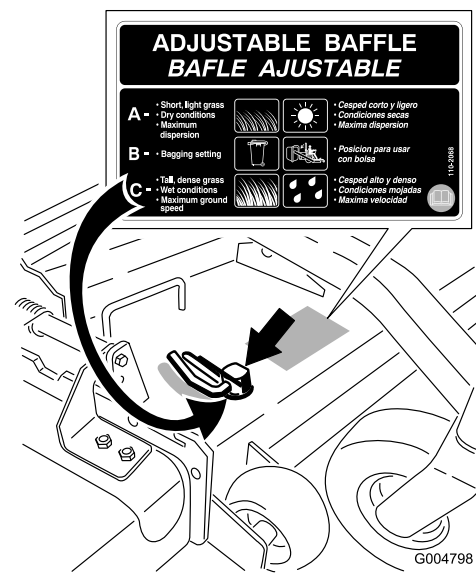 ADJUSTABLE BAFFLE
BAFLE AJUSTABLE
A - • Short, light grass
• Dry conditions
• Maximum
dispersion
• Cesped corto y ligero
• Condiciones secas
• Maxima dispersion
B - • Bagging setting
• Posicion para usar
con bolsa
C - • Tall, dense grass
• Wet conditions
• Maximum ground
speed
• Cesped alto y denso
• Condiciones mojadas
• Maxima velocidad
110-2068
G004798